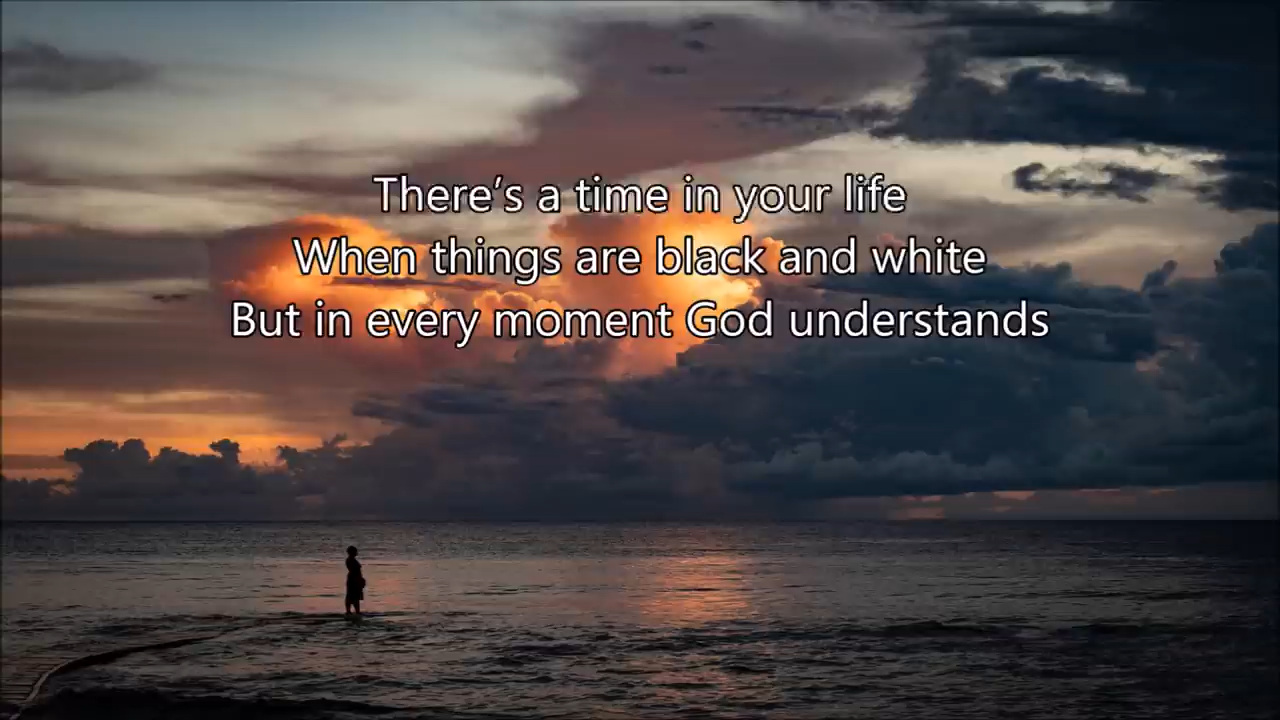 There's a time in your life
When things are black and white
But in every moment God understands